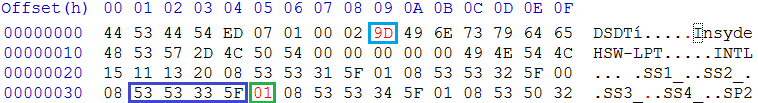 Offset(h) 00 01 02 03 04 05 06 07 08 09 0A 0B 0C 0D 0E 0F
00000000 44 53 44 54 ED 07 01 00 02 9D 49 6E 73 79 64 65 DSDTí.....Insyde
00000010 48 53 57 2D 4C 50 54 00 00 00 00 00 49 4E 54 4C HSW-LPT.....INTL
00000020 15 11 13 20 08 53 53 31 5F 01 08 53 53 32 5F 00 ... .SS1_..SS2_.
00000030 08 53 53 33 5F 01 08 53 53 34 5F 01 08 53 50 32 .SS3_..SS4_..SP2